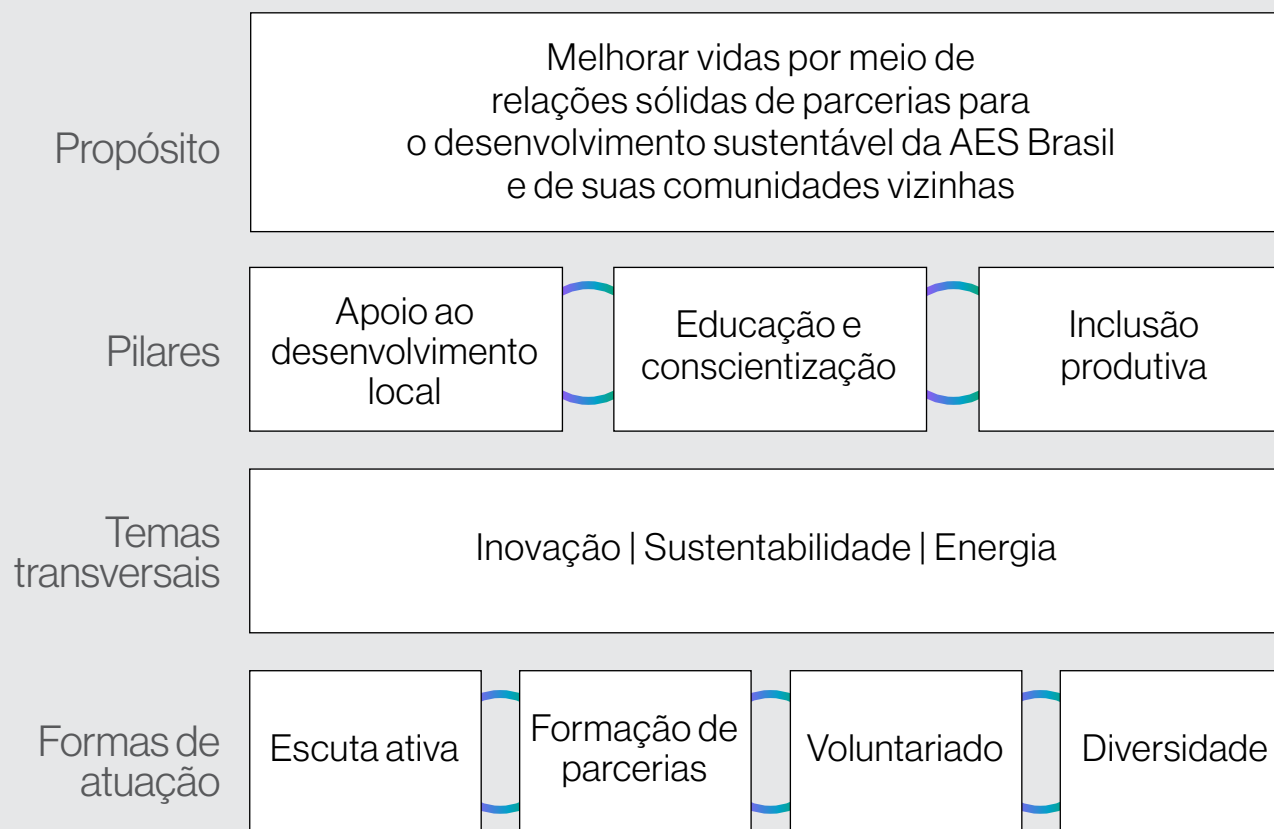 Propósito
Melhorar vidas por meio de
relações sólidas de parcerias para
o desenvolvimento sustentável da AES Brasil
e de suas comunidades vizinhas
Pilares
Apoio ao
desenvolvimento
local
Educação e
conscientização
Inclusão
produtiva
Temas
transversais
Inovação | Sustentabilidade | Energia
Formas de
atuação
Escuta ativa
Formação de
parcerias
Voluntariado
Diversidade